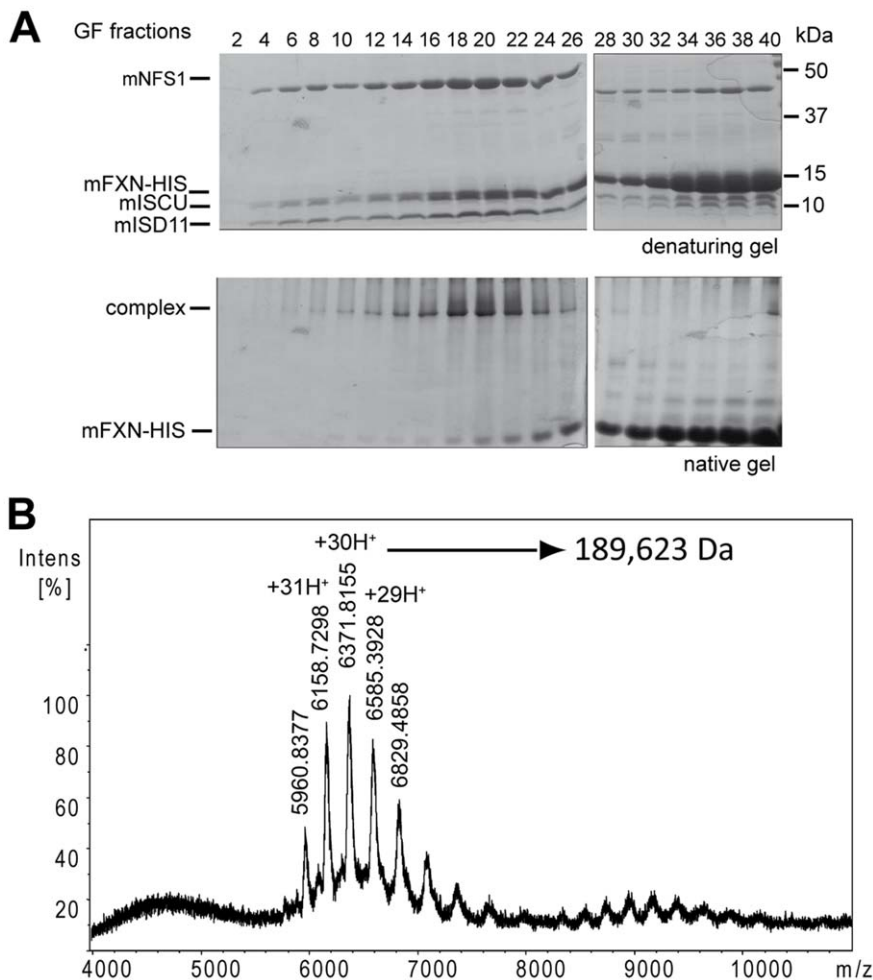 A
GF fractions 2 4 6 8 10 12 14 16 18 20 22 24 26 28 30 32 34 36 38 40 kDa
mNFS1
50
37
mFXN-HIS
15
mISCU
10
mISD11
denaturing gel
complex
mFXN-HIS
native gel
B
Intens
[%]
+30H+
189,623 Da
+31H+
+29H+
5960.8377
6158.7298
6371.8155
6585.3928
6829.4858
100
80
60
40
20
4000 5000 6000 7000 8000 9000 10000 m/z